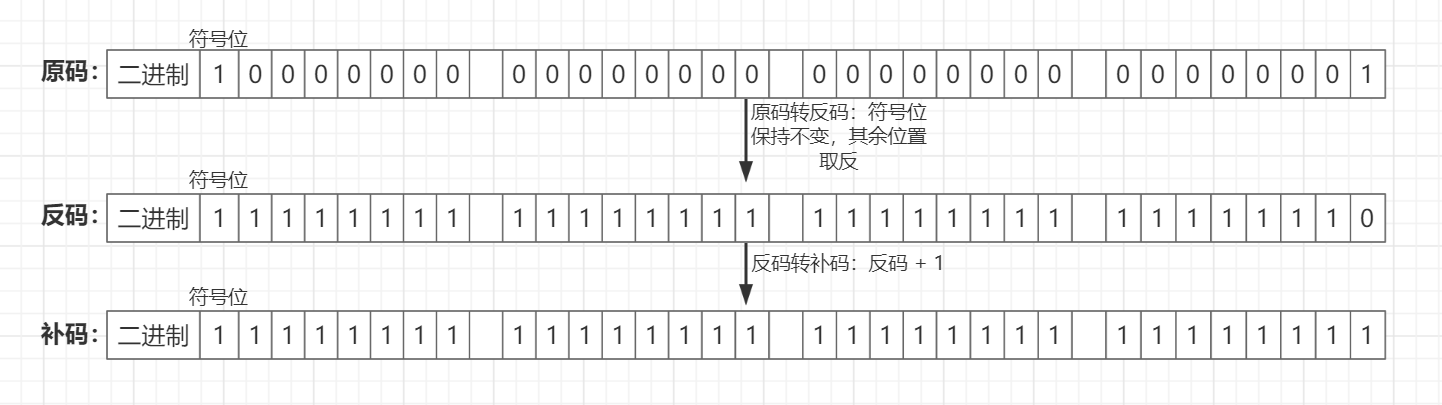 符号位
原码： 二进制 1 0 0 0 0 0 0 0 0 0 0 0 0 0 0 0 0 0 0 0 0 0 0 0 0 0 0 0 0 0 0 1
原码转反码：符号位
保持不变，其余位置
取反
符号位
反码： 二进制 1 1 1 1 1 1 1 1 1 1 1 1 1 1 1 1 1 1 1 1 1 1 1 1 1 1 1 1 1 1 1 0
反码转补码：反码 + 1
符号位
补码： 二进制 1 1 1 1 1 1 1 1 1 1 1 1 1 1 1 1 1 1 1 1 1 1 1 1 1 1 1 1 1 1 1 1